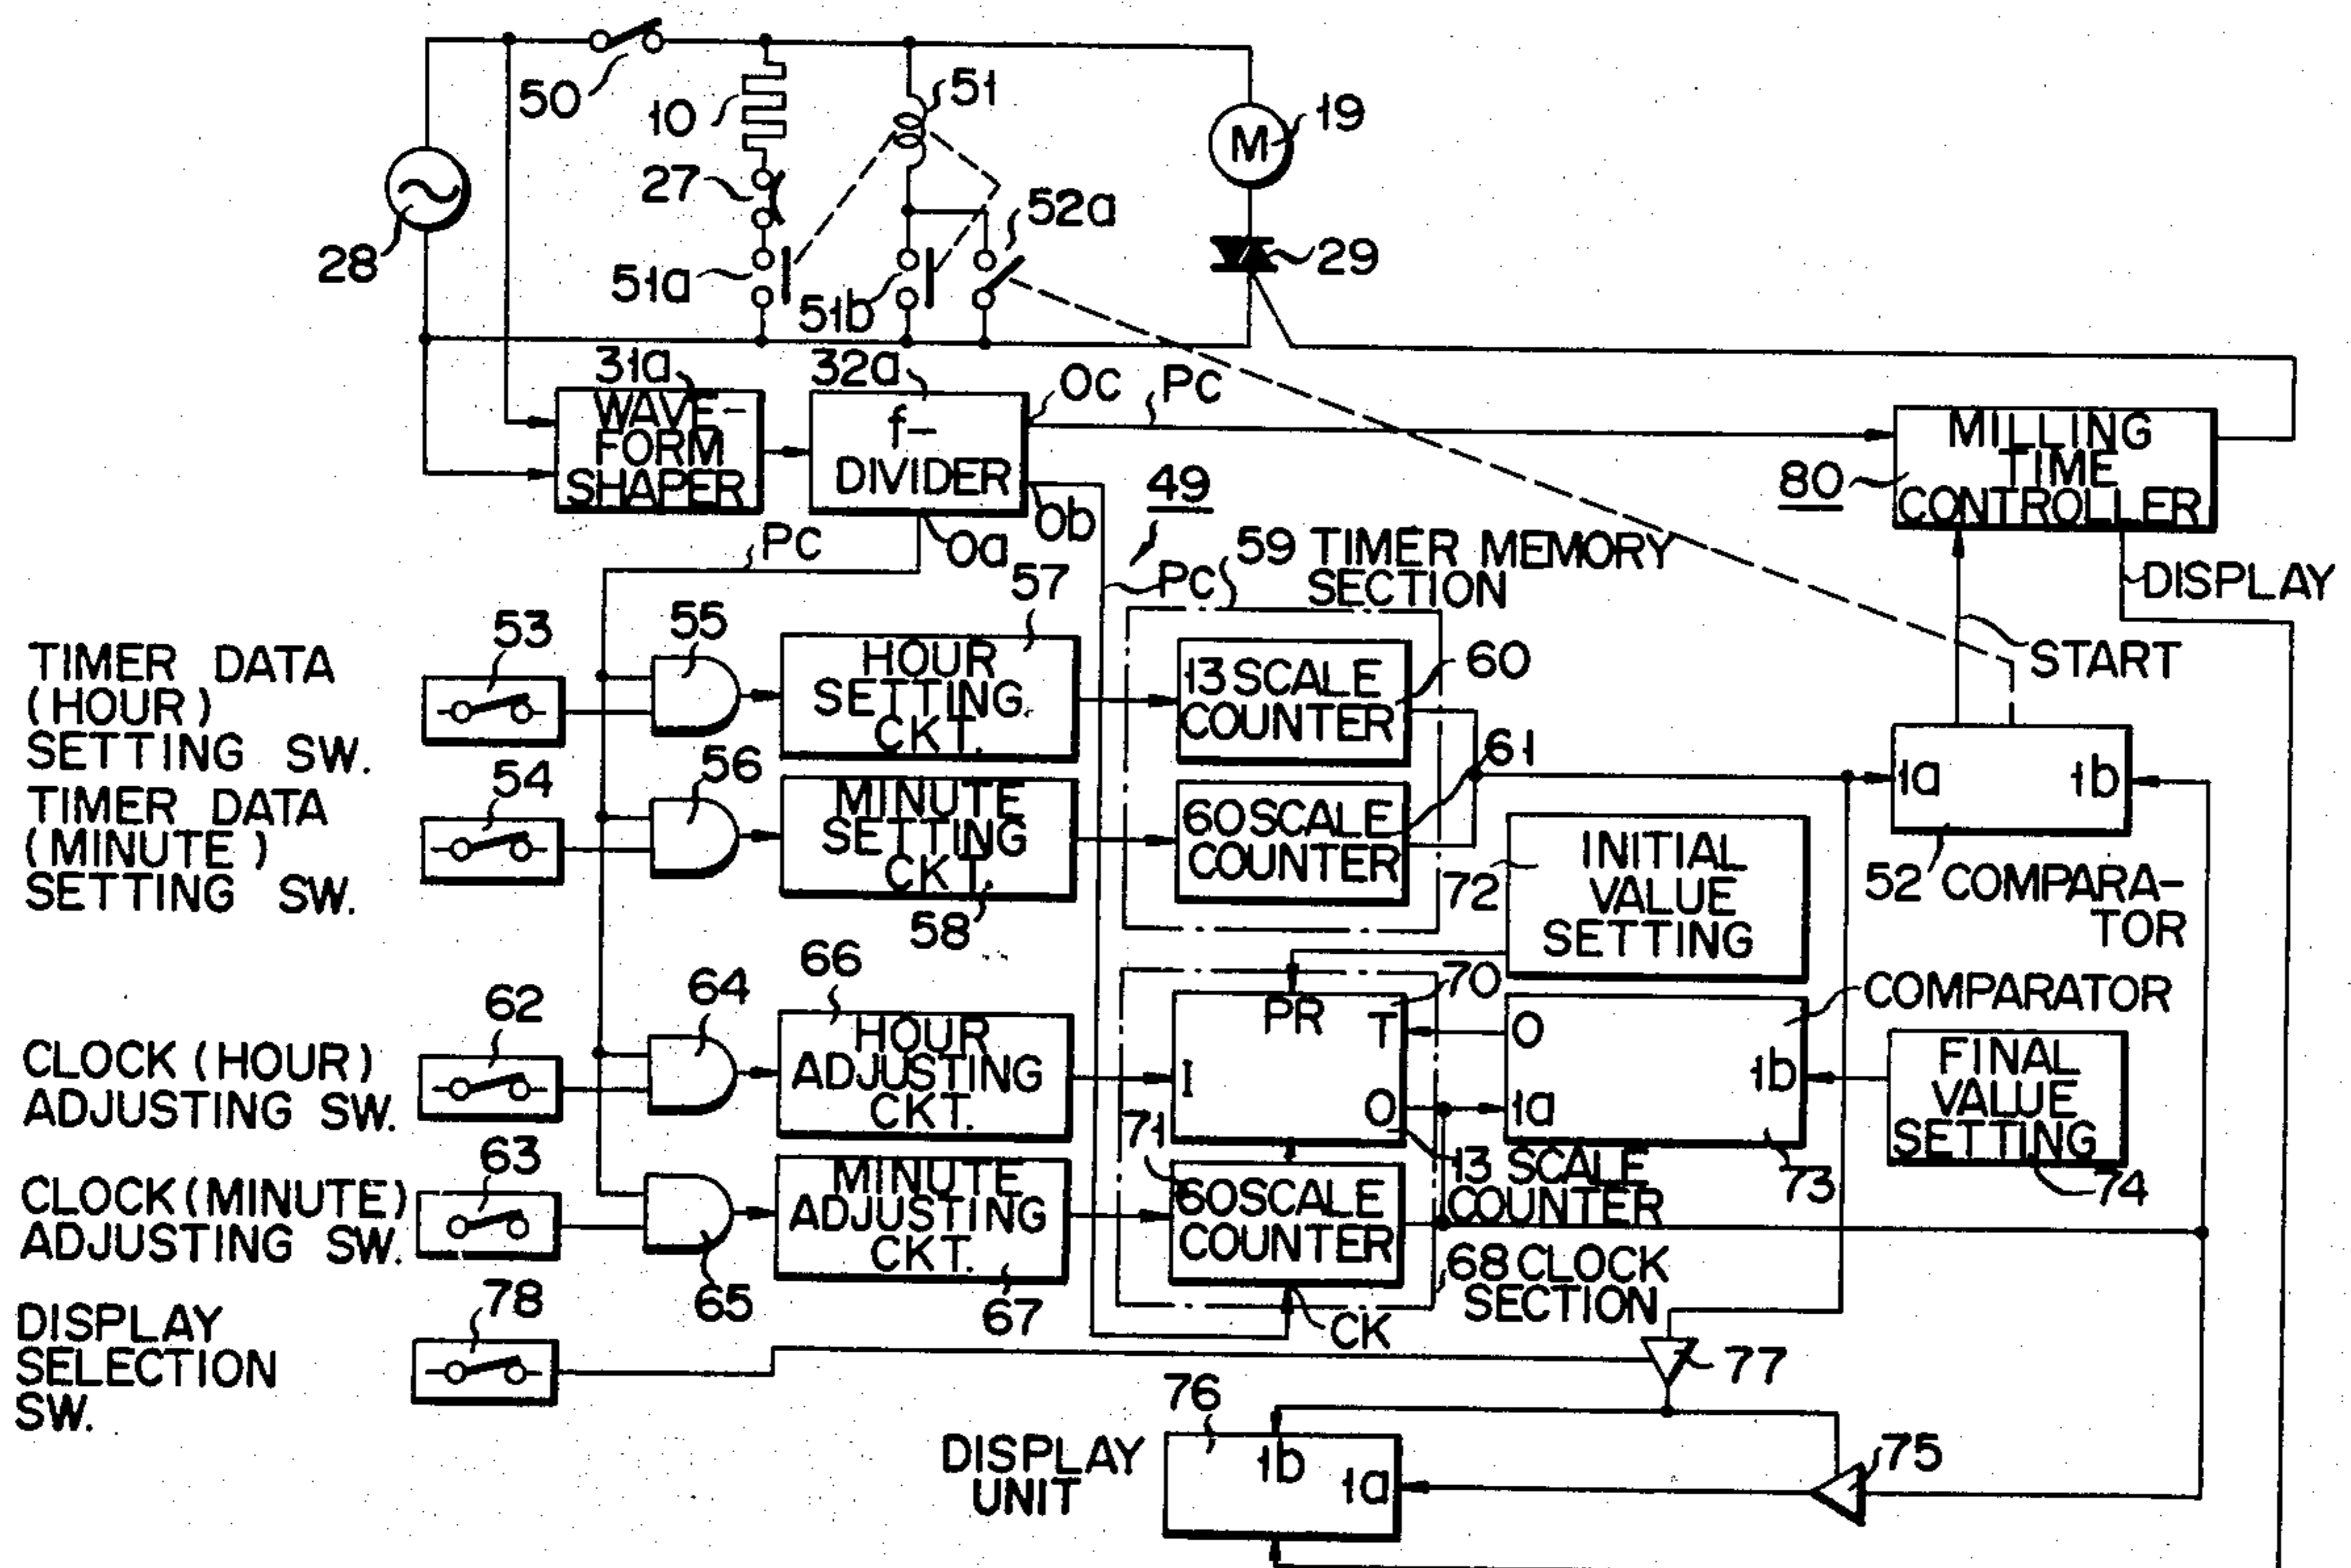 50
10
51
M
19
27
52a
28
51a
51b
29
31a
32a
Oc
Pc
WAVE-
FORM
SHAPER
f-
DIVIDER
Ob
Oa
Pc
49
Pc
80
MILLING
TIME
CONTROLLER
DISPLAY
START
59 TIMER MEMORY
SECTION
TIMER DATA
(HOUR)
SETTING SW.
53
55
57
HOUR
SETTING
CKT.
13 SCALE
COUNTER
60
TIMER DATA
(MINUTE)
SETTING SW.
54
56
MINUTE
SETTING
CKT.
58
60 SCALE
COUNTER
61
1a
1b
52 COMPARA-
TOR
72
INITIAL
VALUE
SETTING
CLOCK (HOUR)
ADJUSTING SW.
62
64
66
HOUR
ADJUSTING
CKT.
PR
T
I
O
70
13 SCALE
COUNTER
O
1a
1b
COMPARATOR
73
FINAL
VALUE
SETTING
74
CLOCK (MINUTE)
ADJUSTING SW.
63
65
MINUTE
ADJUSTING
CKT.
67
71
60 SCALE
COUNTER
CK
68 CLOCK
SECTION
DISPLAY
SELECTION
SW.
78
77
76
DISPLAY
UNIT
1b
1a
75